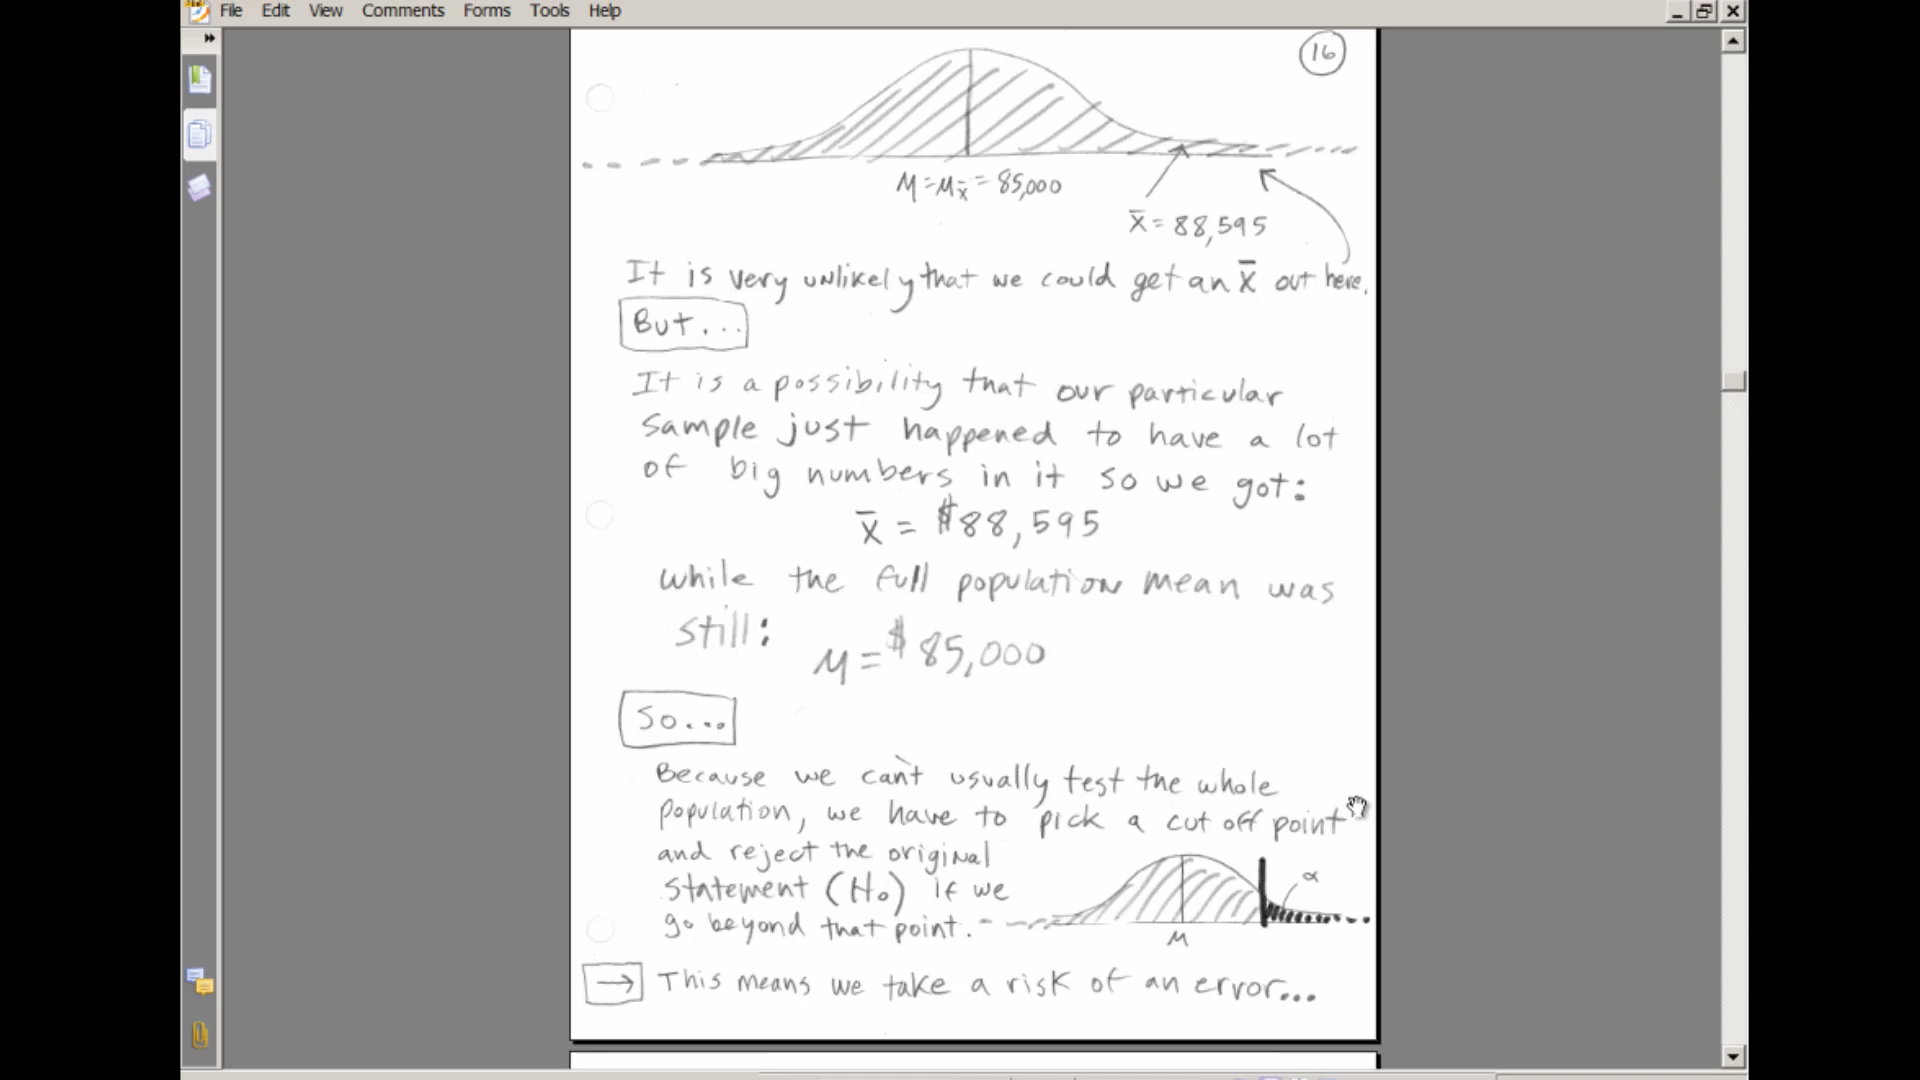 File Edit View Comments Forms Tools Help
16
μ = μx̄ = 85,000
x̄ = 88,595
It is very unlikely that we could get an x̄ out here.
But...
It is a possibility that our particular
sample just happened to have a lot
of big numbers in it so we got:
x̄ = $88,595
while the full population mean was
still:
μ = $85,000
So...
Because we can't usually test the whole
population, we have to pick a cut off point
and reject the original
statement (H₀) if we
go beyond that point.
α
μ
→ This means we take a risk of an error...